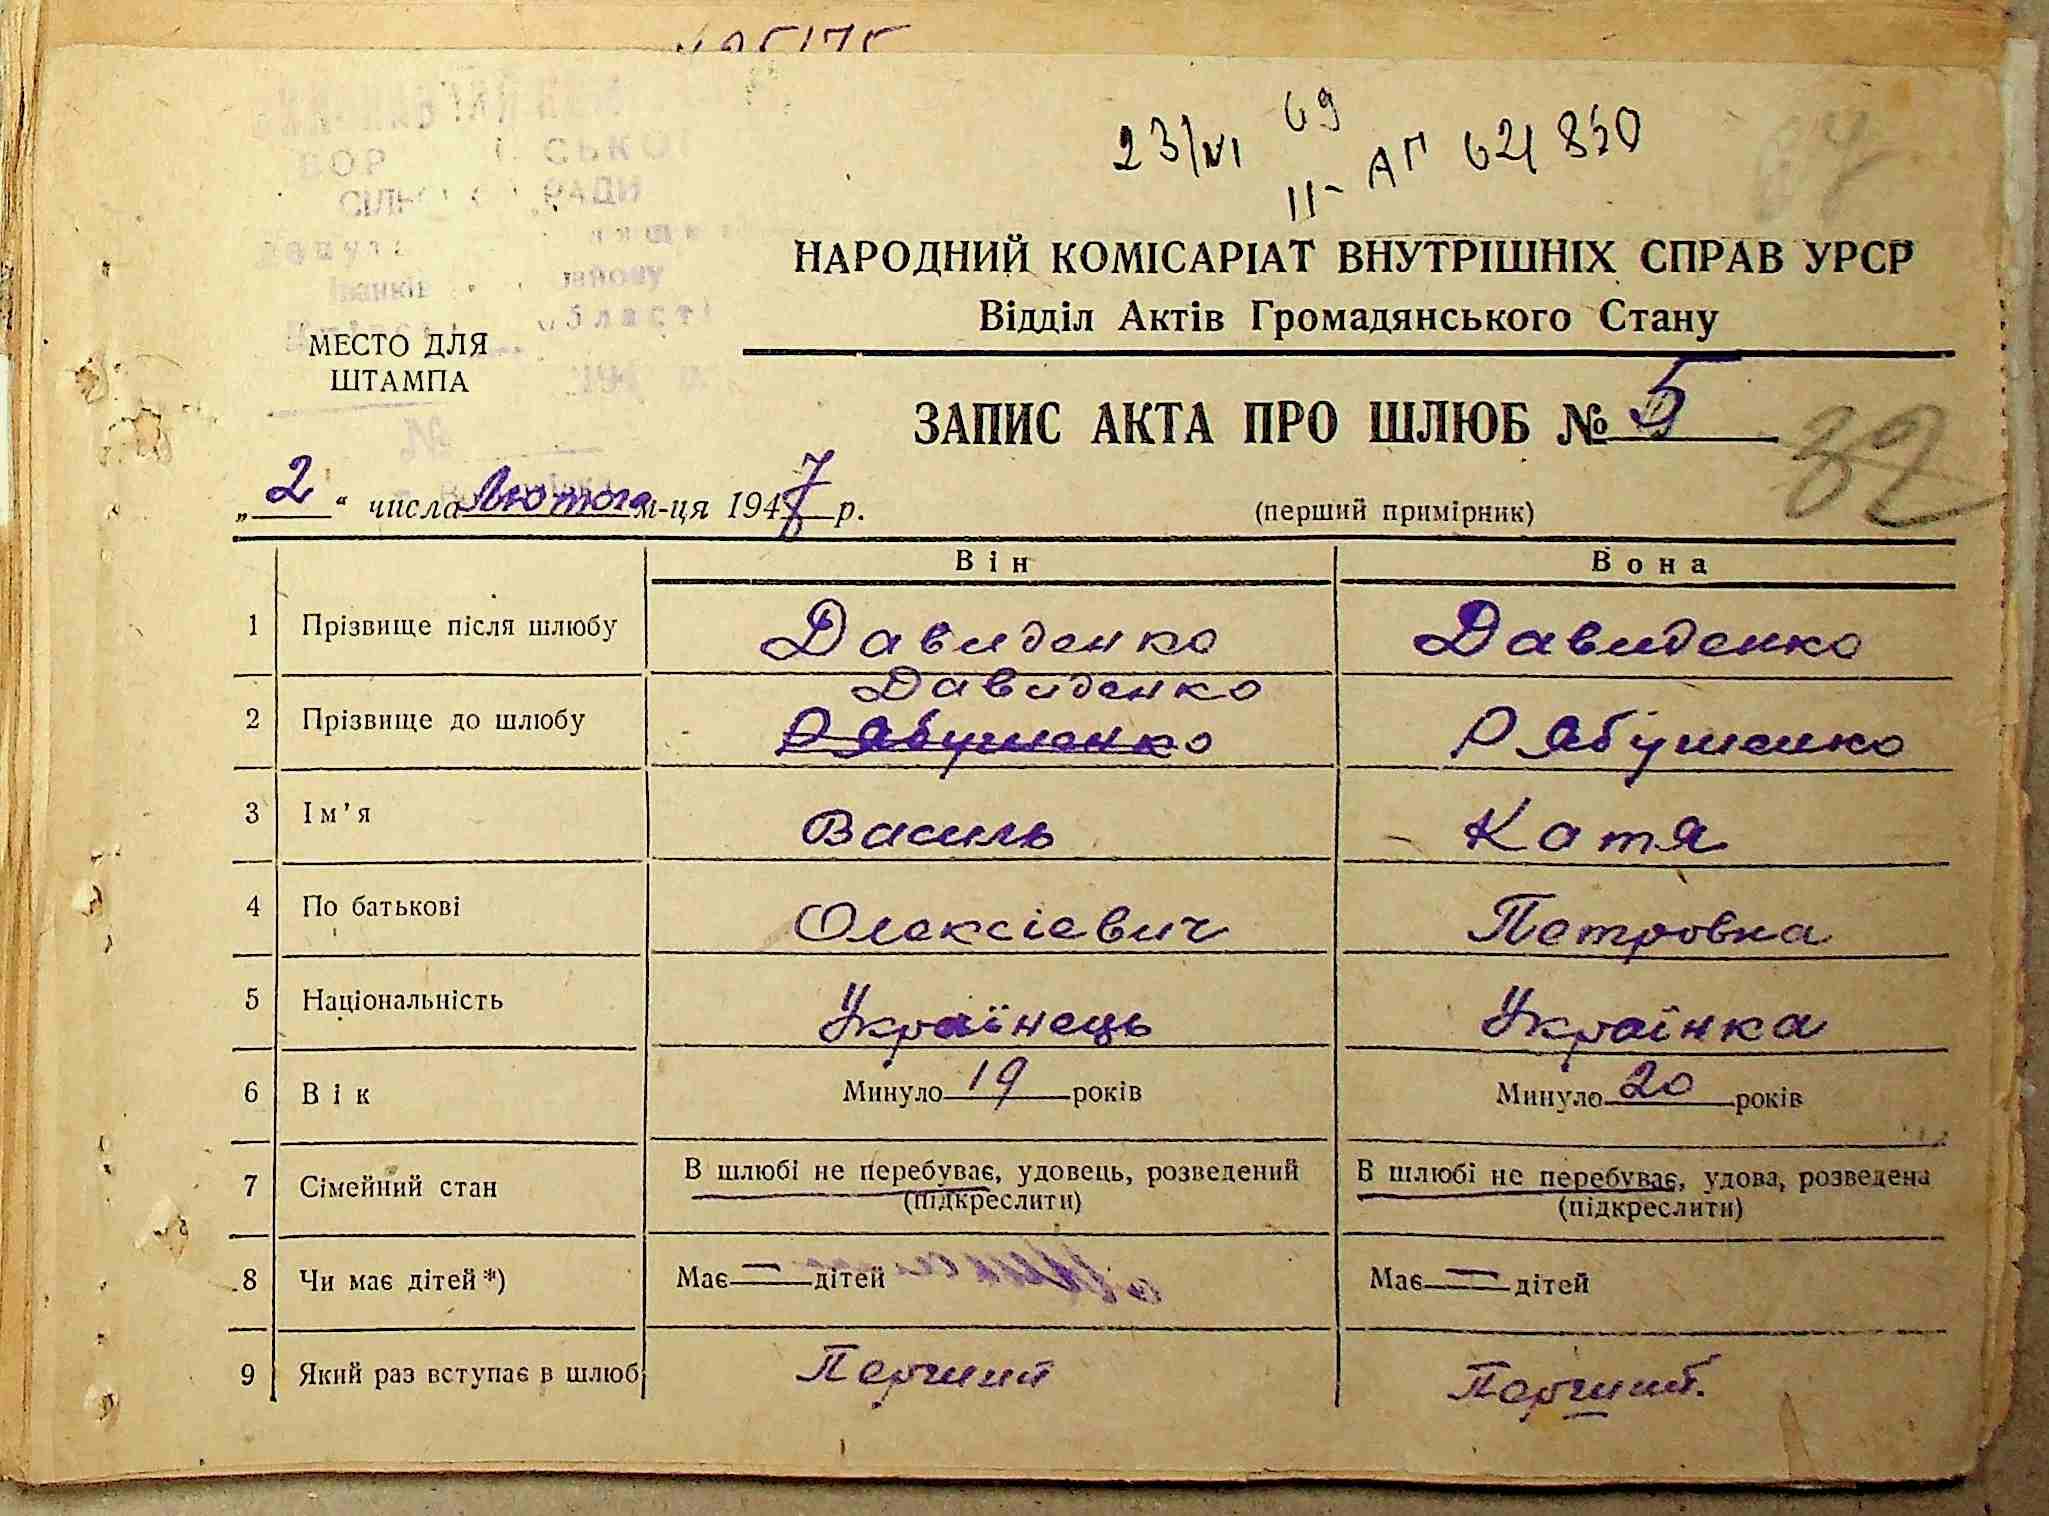 23/VI 69
II-АП 621850
СІЛЬ РАДИ
області
НАРОДНИЙ КОМІСАРІАТ ВНУТРІШНІХ СПРАВ УРСР
Відділ Актів Громадянського Стану
МЕСТО ДЛЯ
ШТАМПА
ЗАПИС АКТА ПРО ШЛЮБ № 5
32
„2“ числа Лютого м-ця 1947 р.
(перший примірник)
Він Вона
1 Прізвище після шлюбу Давиденко Давиденко
Давиденко
2 Прізвище до шлюбу Рябушенко Рябушенко
3 Ім’я Василь Катя
4 По батькові Олексієвич Петровна
5 Національність Українець Українка
6 Вік Минуло 19 років Минуло 20 років
7 Сімейний стан В шлюбі не перебуває, удовець, розведений В шлюбі не перебуває, удова, розведена
(підкреслити) (підкреслити)
8 Чи має дітей*) Має — дітей Має — дітей
9 Який раз вступає в шлюб Перший Перший.